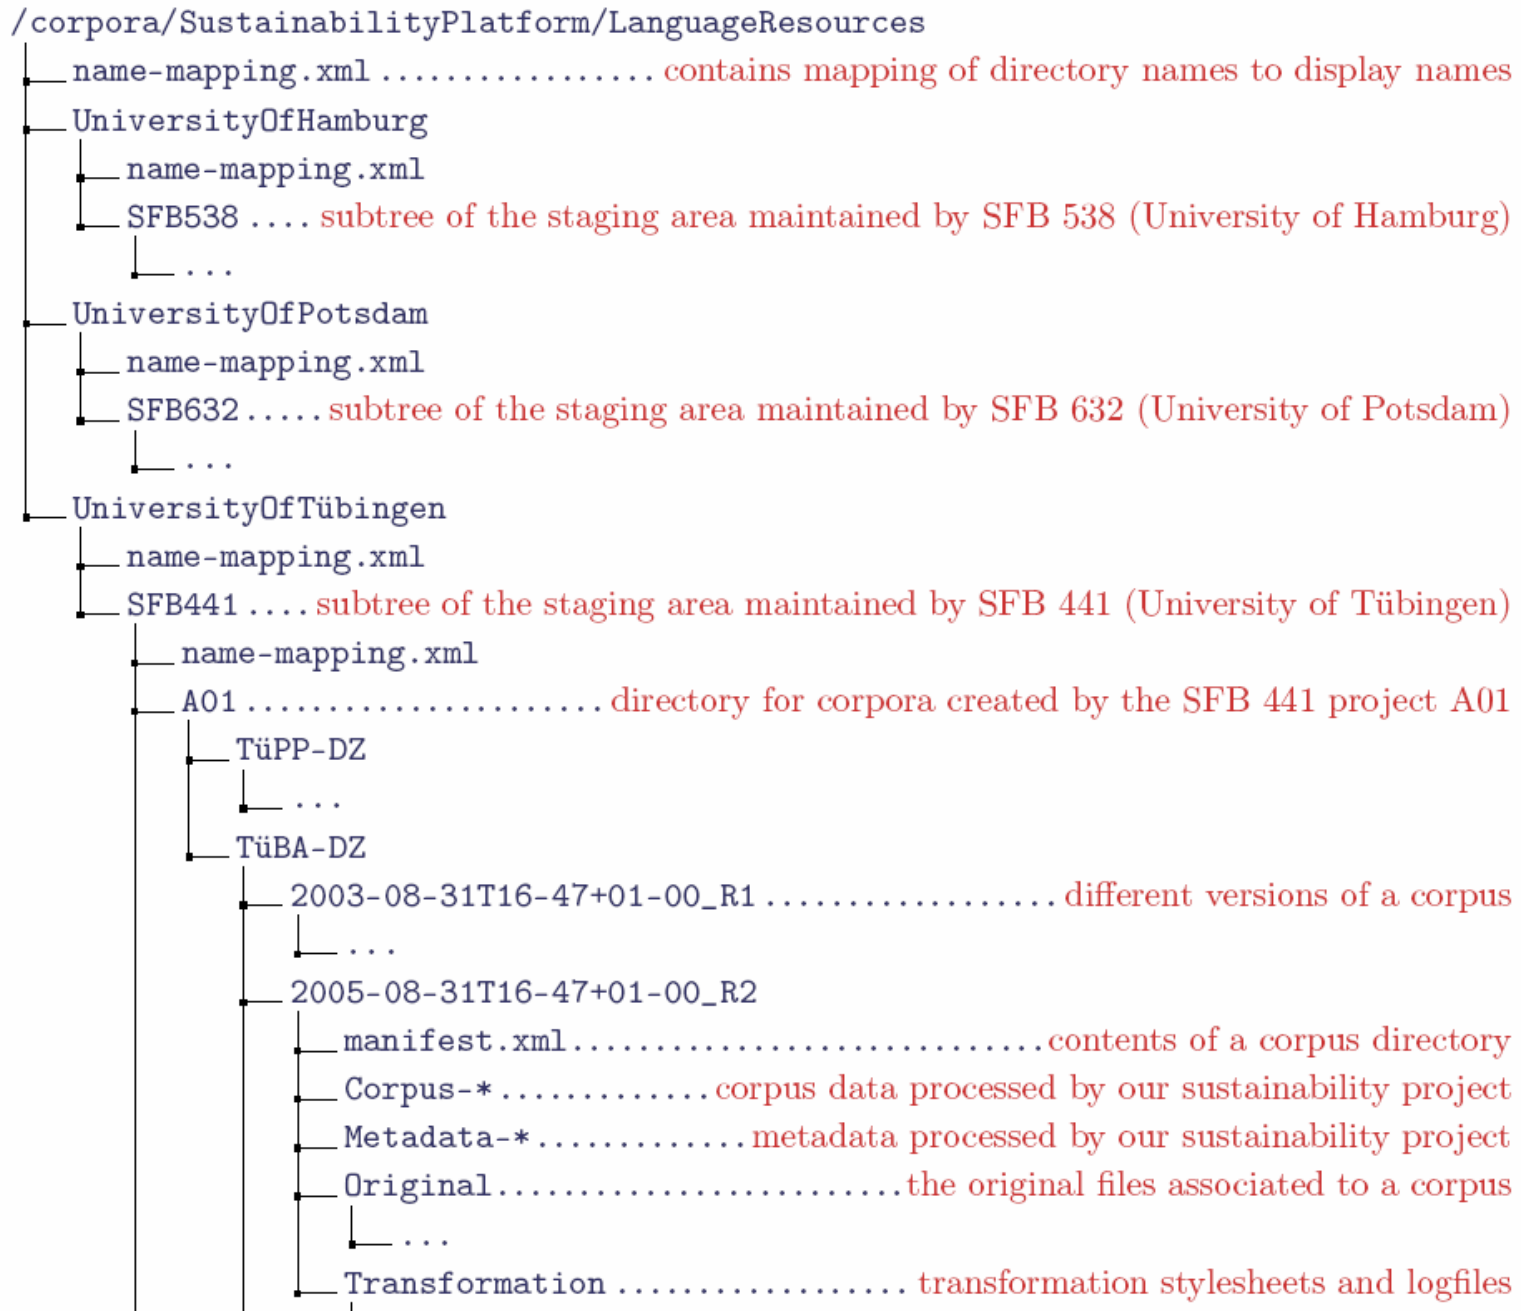 /corpora/SustainabilityPlatform/LanguageResources
name-mapping.xml ................. contains mapping of directory names to display names
UniversityOfHamburg
name-mapping.xml
SFB538 .... subtree of the staging area maintained by SFB 538 (University of Hamburg)
...
UniversityOfPotsdam
name-mapping.xml
SFB632 ..... subtree of the staging area maintained by SFB 632 (University of Potsdam)
...
UniversityOfTübingen
name-mapping.xml
SFB441 .... subtree of the staging area maintained by SFB 441 (University of Tübingen)
name-mapping.xml
A01 ...................... directory for corpora created by the SFB 441 project A01
TüPP-DZ
...
TüBA-DZ
2003-08-31T16-47+01-00_R1 .................. different versions of a corpus
...
2005-08-31T16-47+01-00_R2
manifest.xml ............................. contents of a corpus directory
Corpus-* ............. corpus data processed by our sustainability project
Metadata-* ............. metadata processed by our sustainability project
Original ......................... the original files associated to a corpus
...
Transformation .................. transformation stylesheets and logfiles